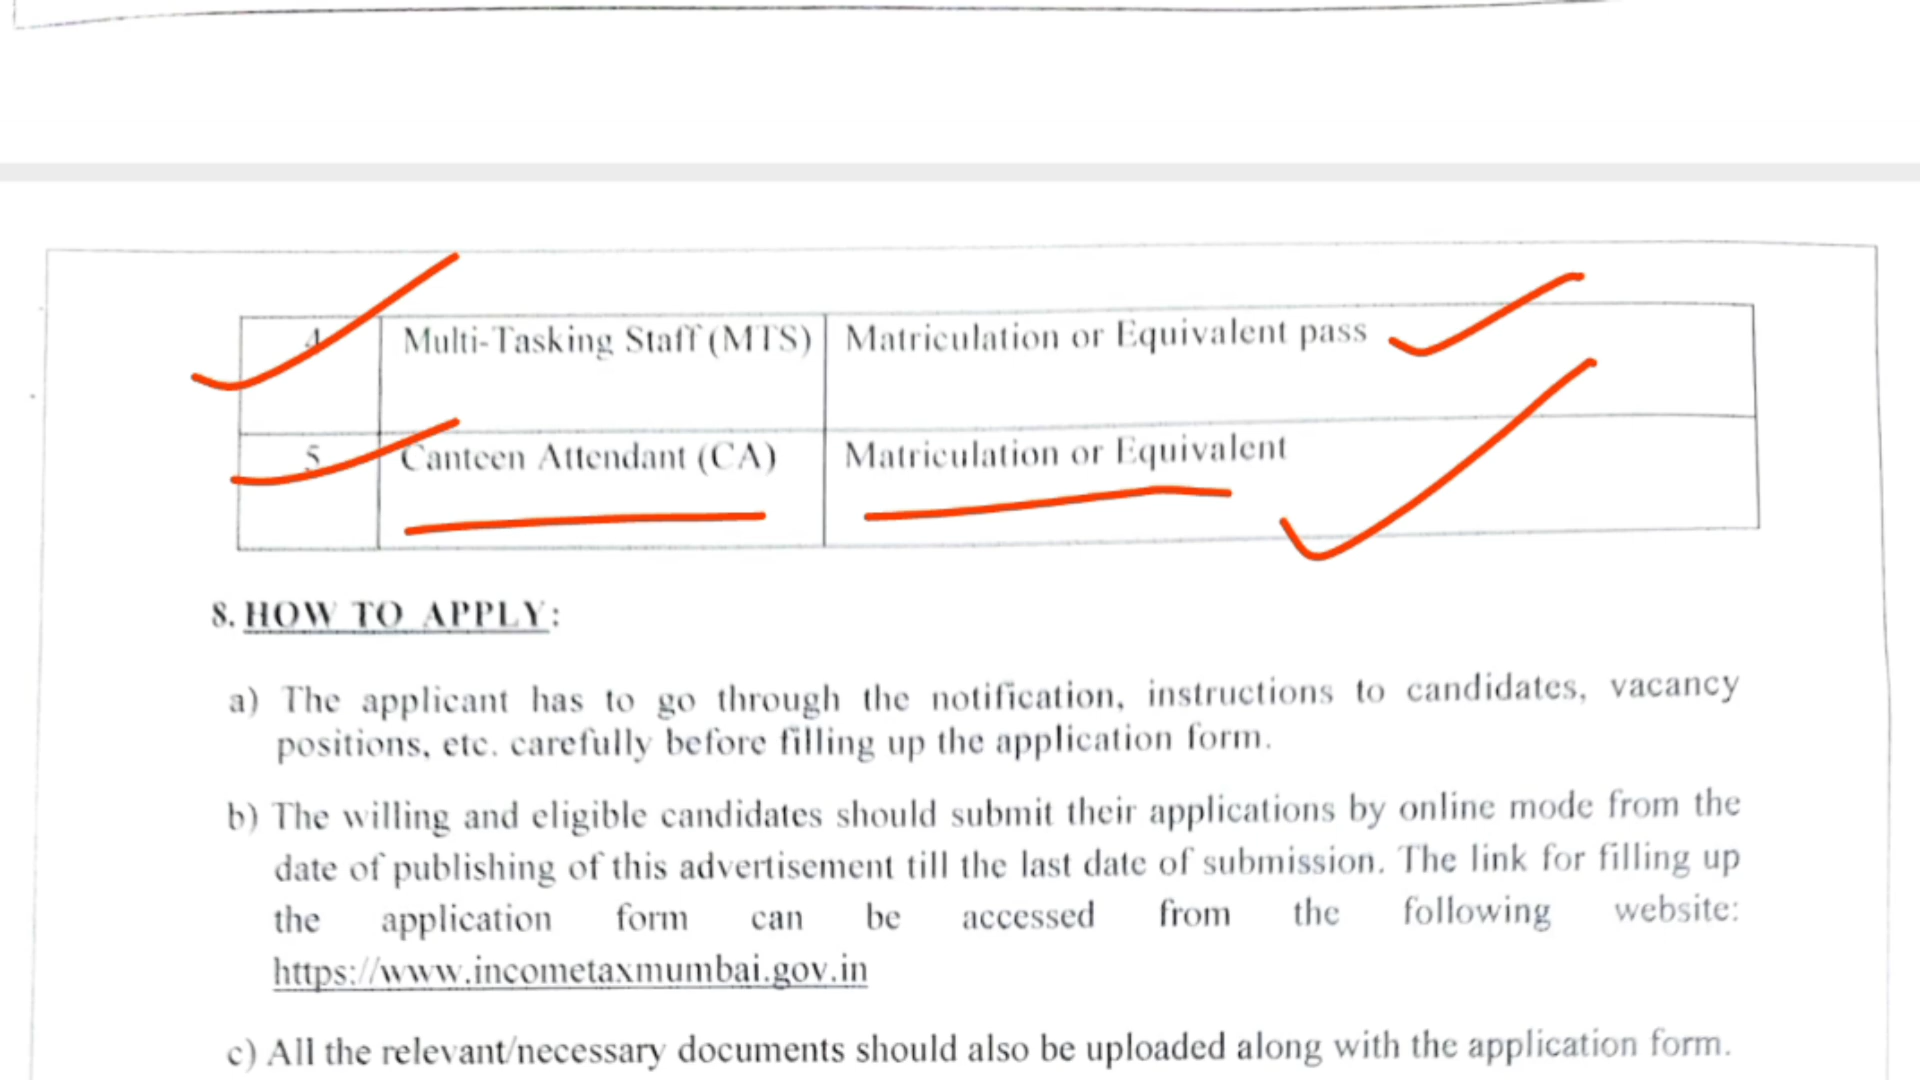 4 Multi-Tasking Staff (MTS) Matriculation or Equivalent pass
5 Canteen Attendant (CA) Matriculation or Equivalent
8. HOW TO APPLY:
a) The applicant has to go through the notification, instructions to candidates, vacancy
positions, etc. carefully before filling up the application form.
b) The willing and eligible candidates should submit their applications by online mode from the
date of publishing of this advertisement till the last date of submission. The link for filling up
the application form can be accessed from the following website:
https://www.incometaxmumbai.gov.in
c) All the relevant/necessary documents should also be uploaded along with the application form.